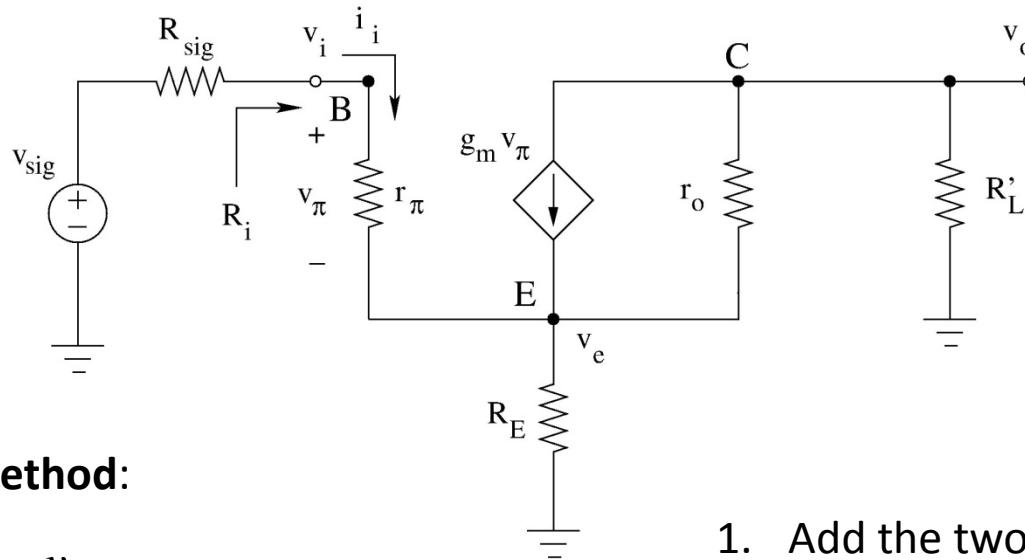 R_sig
v_i
i_i
v_o
C
B
+
g_m v_π
v_sig
+
−
R_i
v_π
r_π
r_o
R'_L
−
E
v_e
R_E
ethod:
1. Add the two